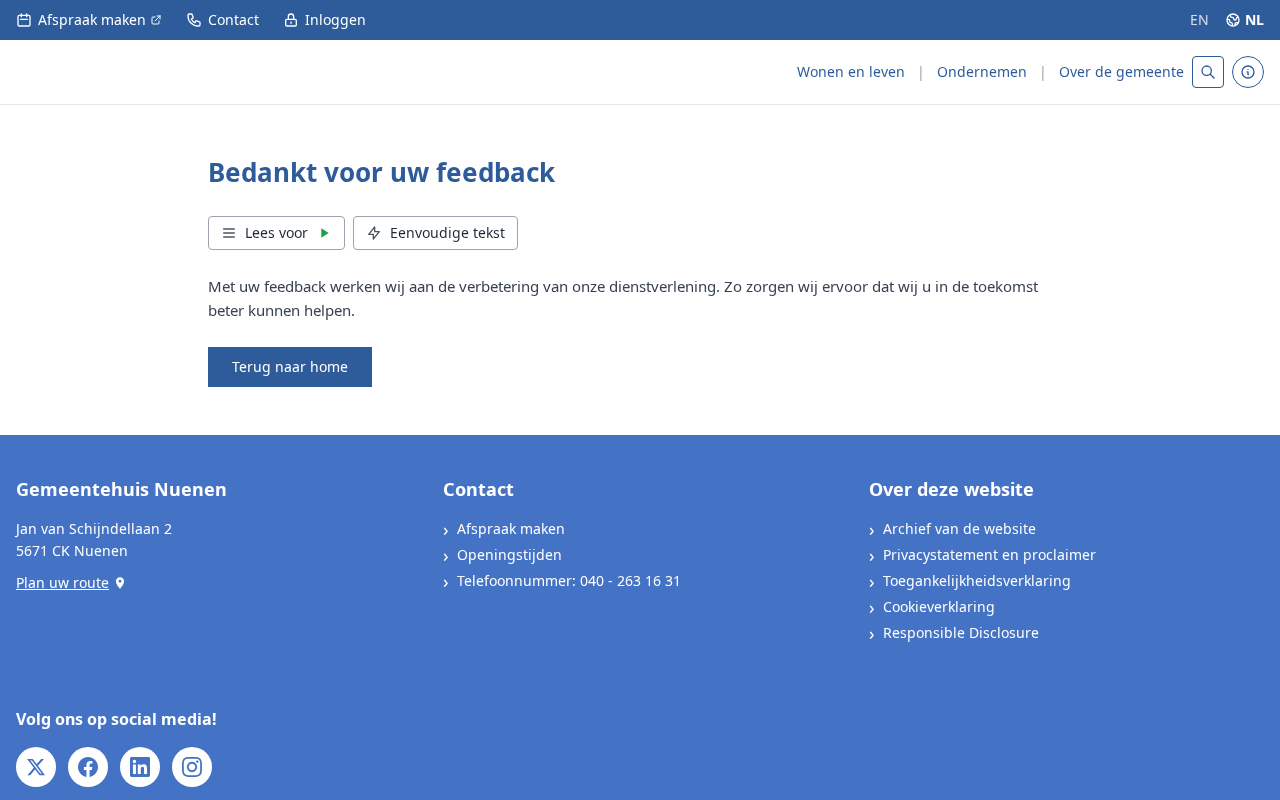 Afspraak maken Contact Inloggen EN NL
Wonen en leven | Ondernemen | Over de gemeente
Bedankt voor uw feedback
Lees voor Eenvoudige tekst
Met uw feedback werken wij aan de verbetering van onze dienstverlening. Zo zorgen wij ervoor dat wij u in de toekomst
beter kunnen helpen.
Terug naar home
Gemeentehuis Nuenen
Jan van Schijndellaan 2
5671 CK Nuenen
Plan uw route
Contact
› Afspraak maken
› Openingstijden
› Telefoonnummer: 040 - 263 16 31
Over deze website
› Archief van de website
› Privacystatement en proclaimer
› Toegankelijkheidsverklaring
› Cookieverklaring
› Responsible Disclosure
Volg ons op social media!